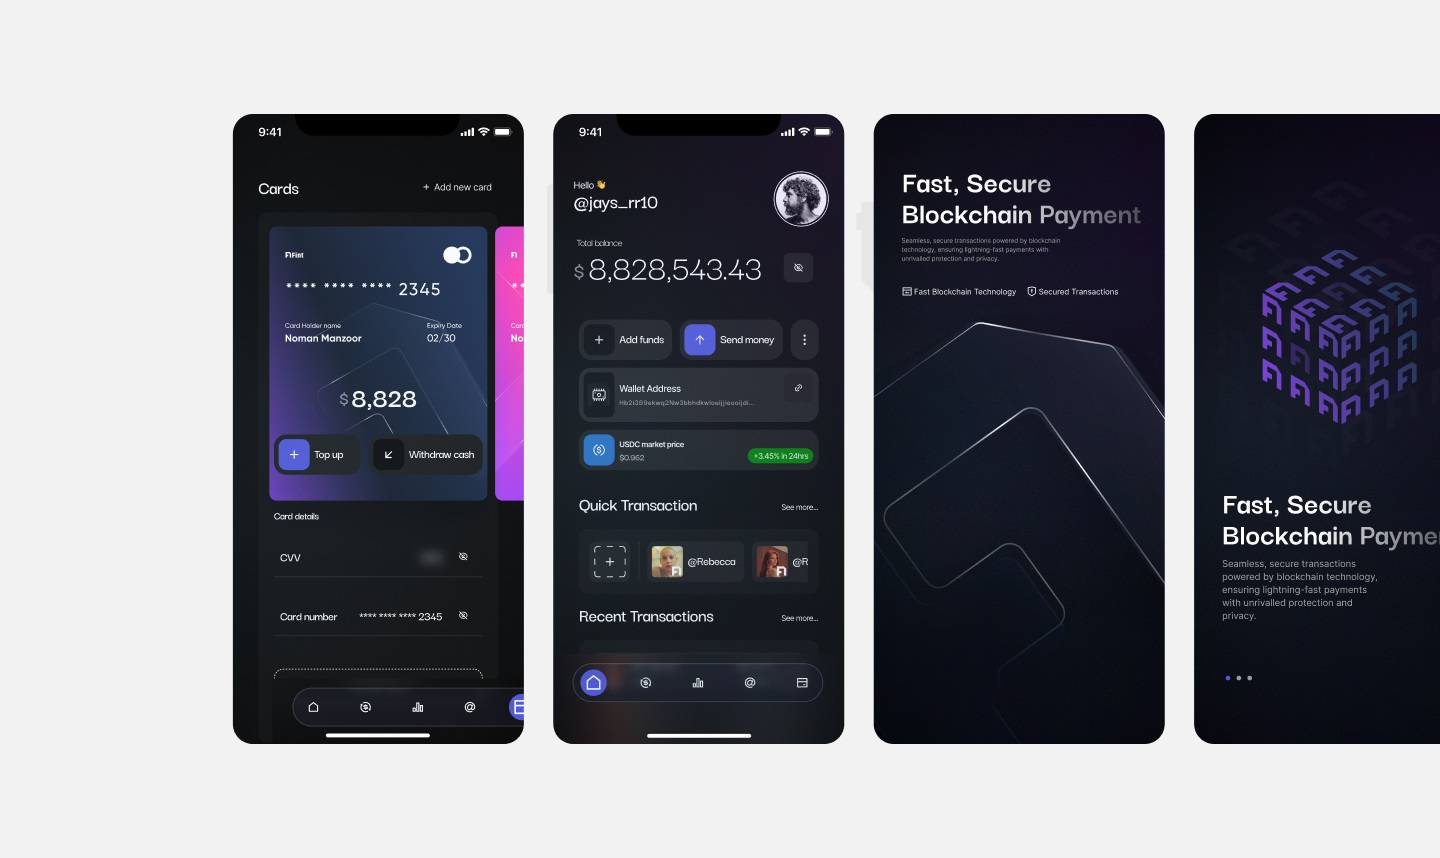 9:41
Cards
+ Add new card
Fint
**** **** **** 2345
Card Holder name
Expiry Date
Noman Manzoor
02/30
$ 8,828
Top up
Withdraw cash
**
Card
No
Card details
CVV
Card number
**** **** **** 2345
9:41
Hello 👋
@jays_rr10
Total balance
$ 8,828,543.43
Add funds
Send money
Wallet Address
USDC market price
$0.962
+3.45% in 24hrs
Quick Transaction
See more...
@Rebecca
@R
Recent Transactions
See more...
Fast, Secure
Blockchain Payment
Seamless, secure transactions powered by blockchain
technology, ensuring lightning-fast payments with
unrivalled protection and privacy.
Fast Blockchain Technology
Secured Transactions
Fast, Secure
Blockchain Paymen
Seamless, secure transactions
powered by blockchain technology,
ensuring lightning-fast payments
with unrivalled protection and
privacy.